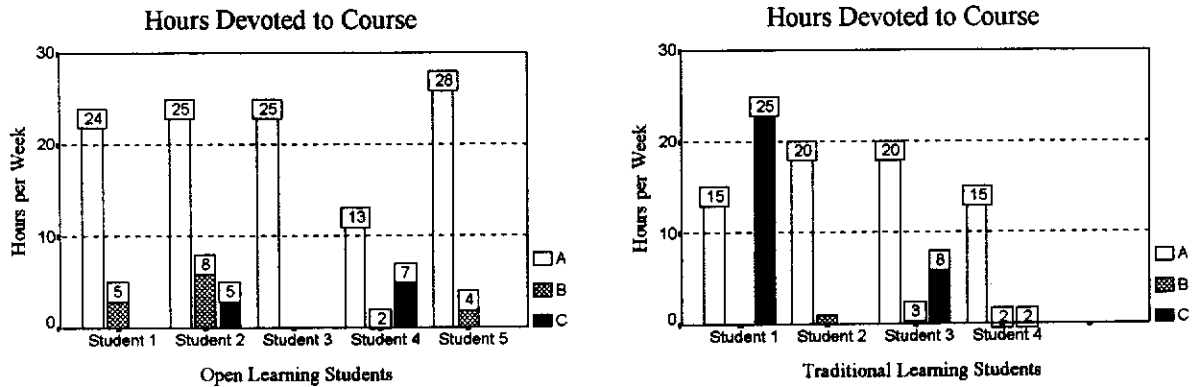 Hours Devoted to Course
30
20
10
0
Hours per Week
24
5
25
8
5
25
13
2
7
28
4
Student 1
Student 2
Student 3
Student 4
Student 5
Open Learning Students
A
B
C
Hours Devoted to Course
30
20
10
0
Hours per Week
15
25
20
20
3
8
15
2
2
Student 1
Student 2
Student 3
Student 4
Traditional Learning Students
A
B
C